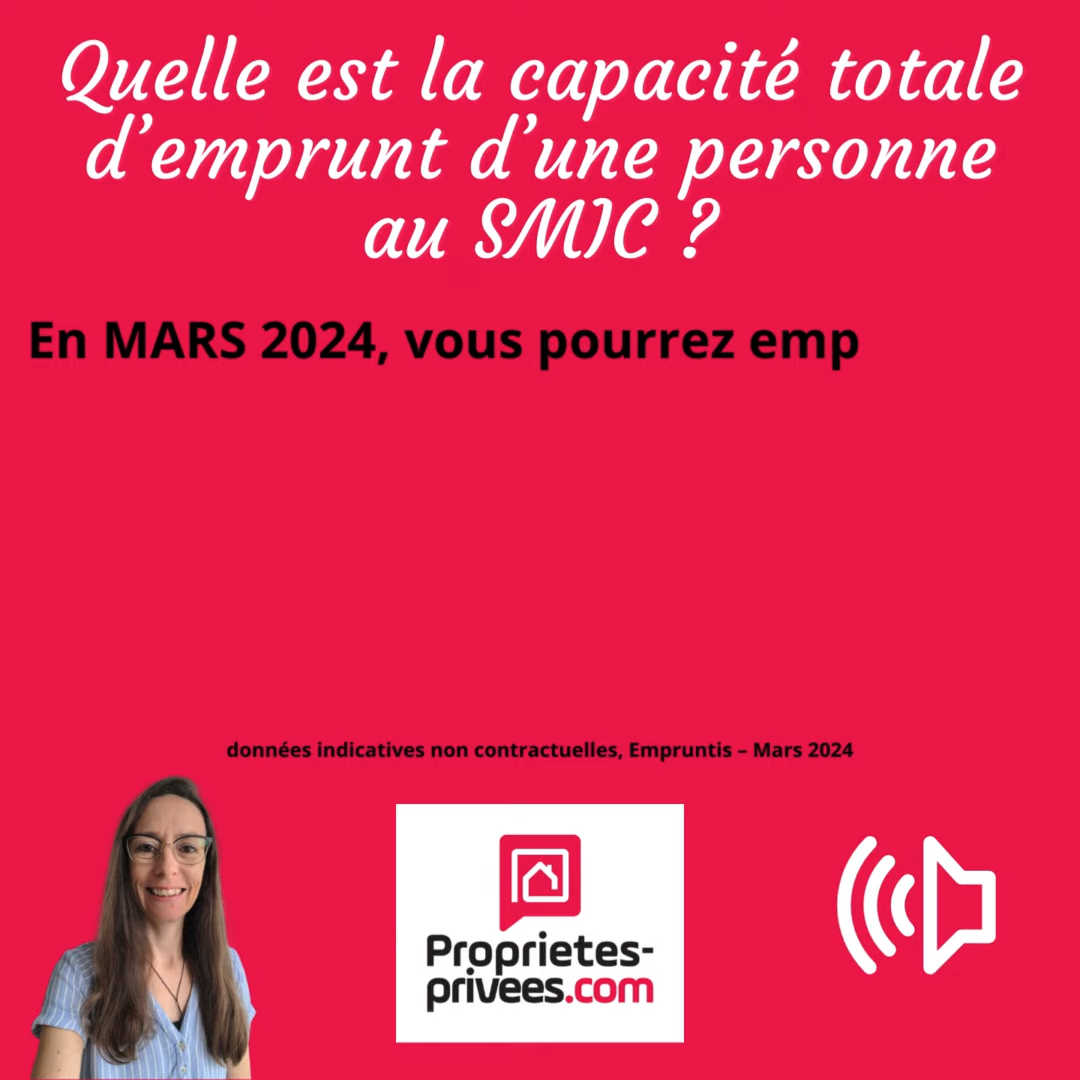 Quelle est la capacité totale
d’emprunt d’une personne
au SMIC ?
En MARS 2024, vous pourrez emp
données indicatives non contractuelles, Empruntis – Mars 2024
Proprietes-
privees.com